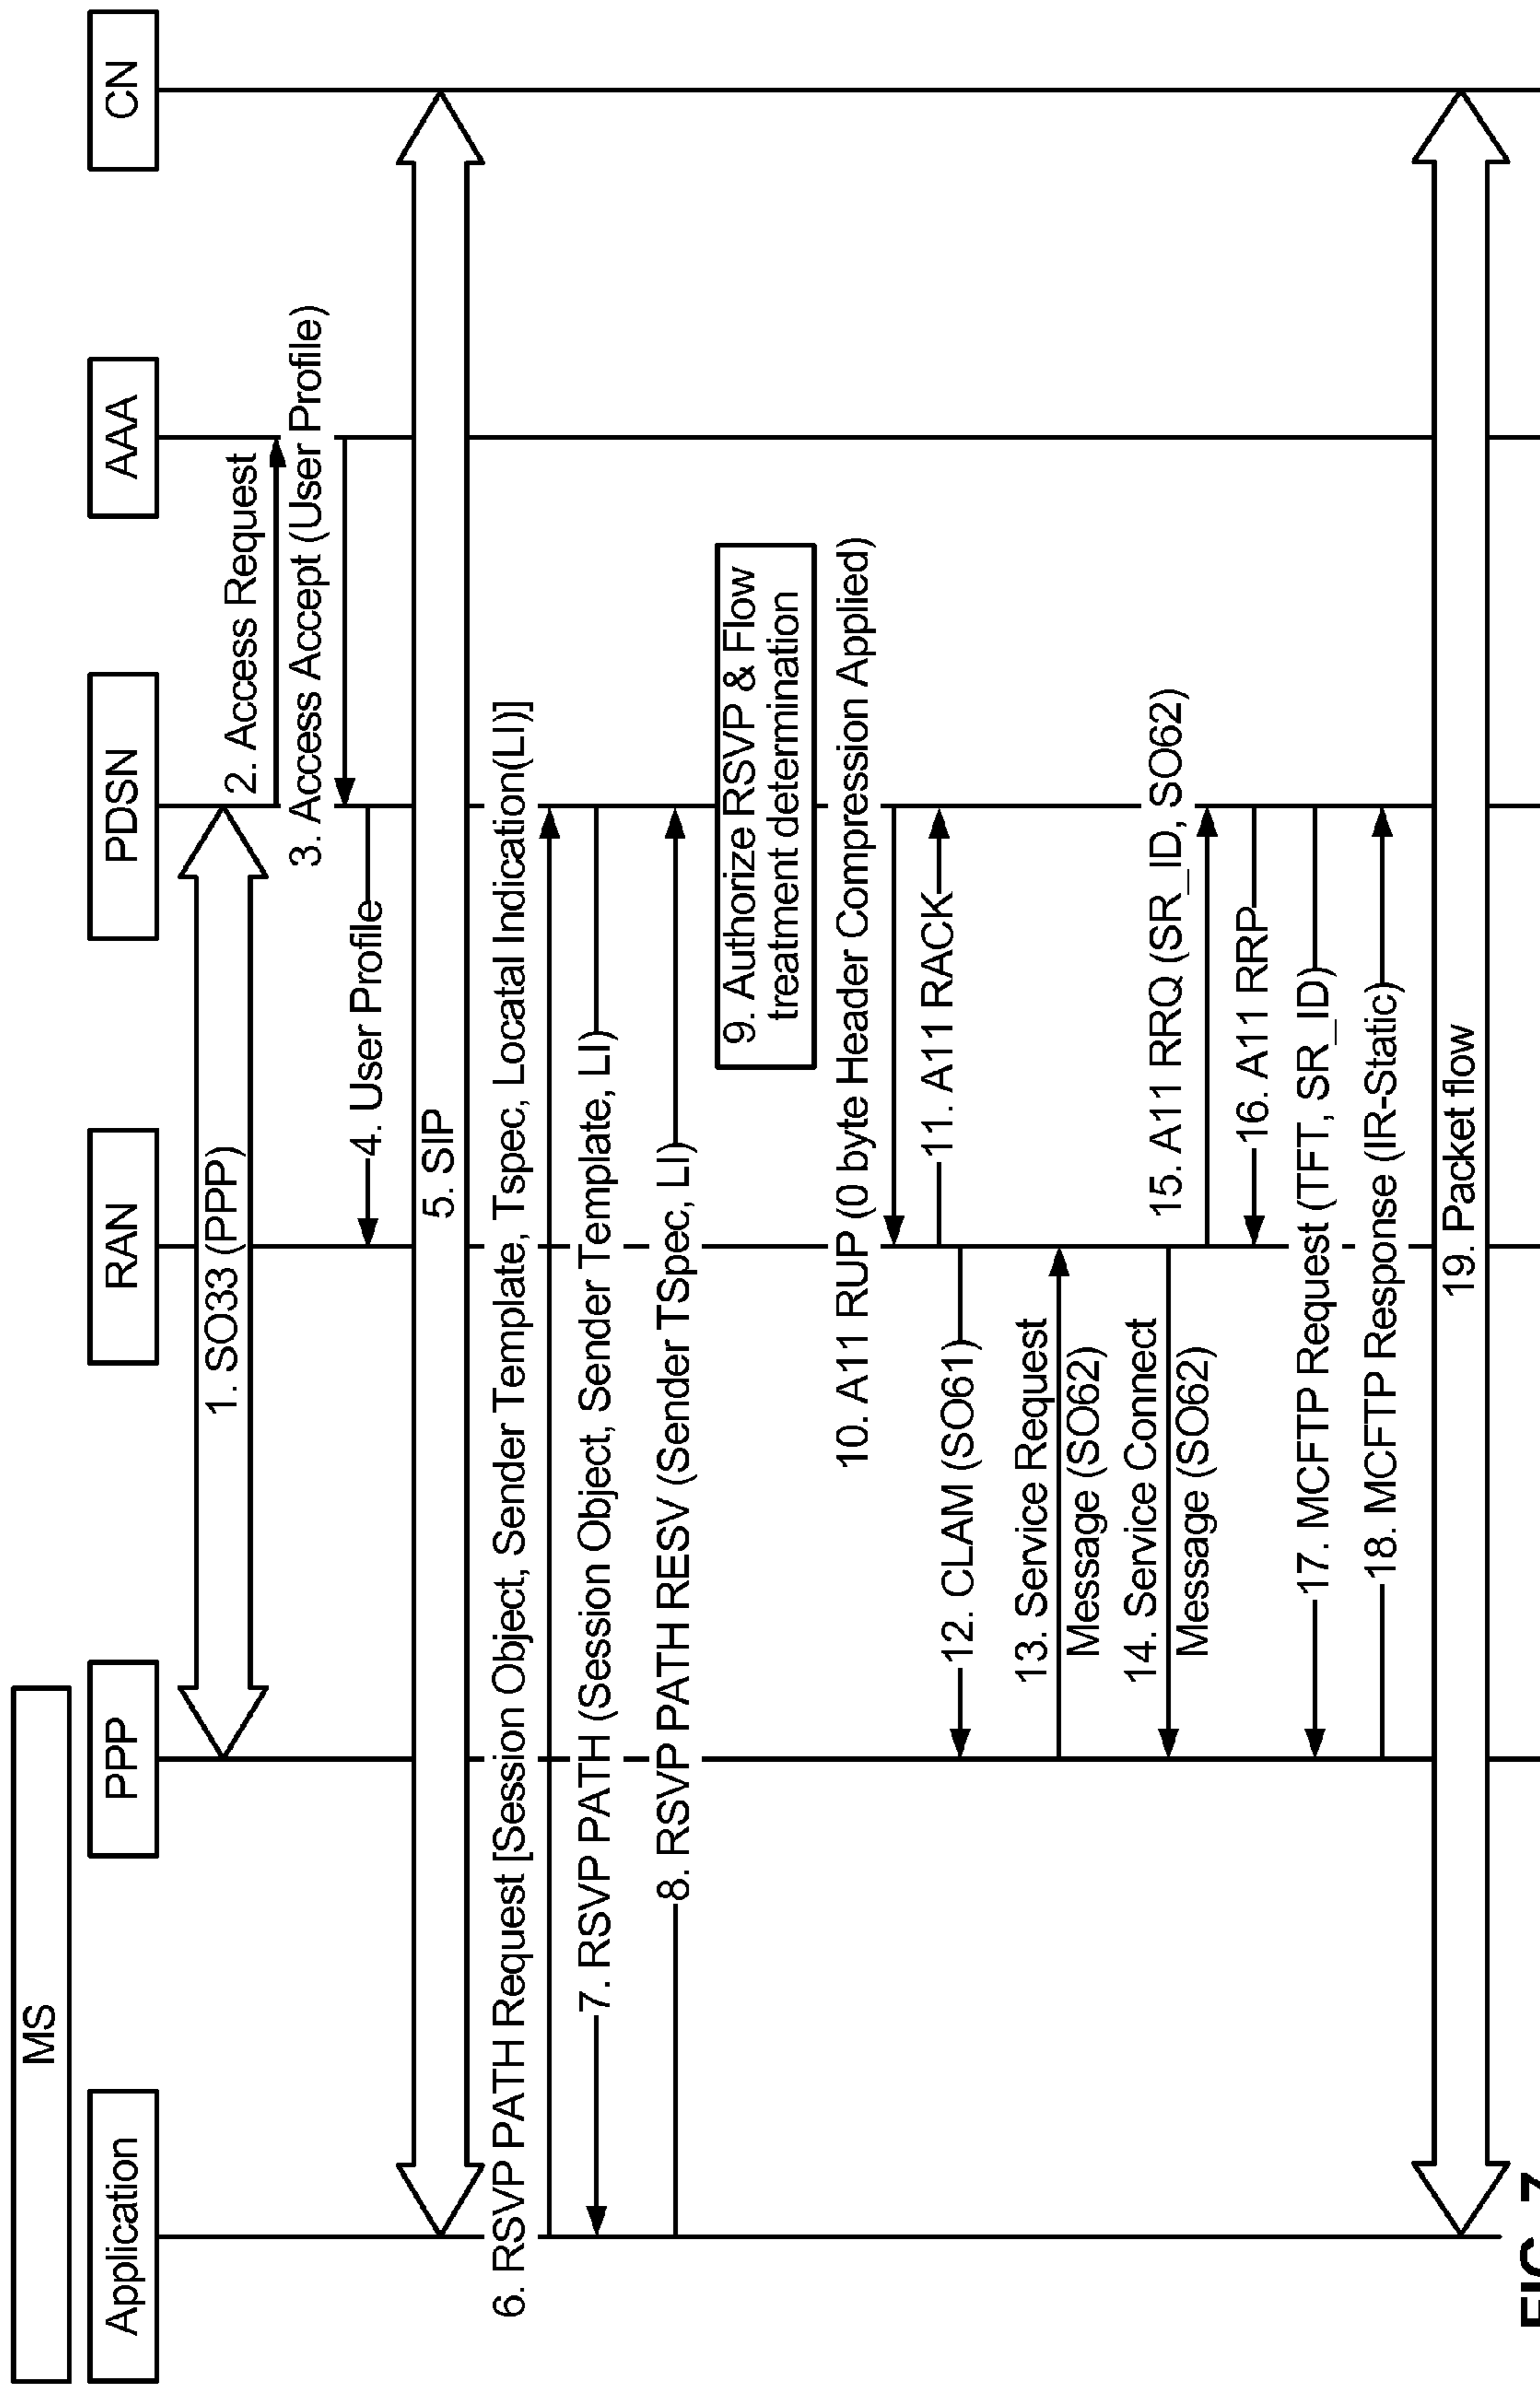 MS
Application
PPP
RAN
PDSN
AAA
CN
1. SO33 (PPP)
2. Access Request
3. Access Accept (User Profile)
4. User Profile
5. SIP
6. RSVP PATH Request [Session Object, Sender Template, Tspec, Locatal Indication(LI)]
7. RSVP PATH (Session Object, Sender Template, LI)
8. RSVP PATH RESV (Sender TSpec, LI)
9. Authorize RSVP & Flow
treatment determination
10. A11 RUP (0 byte Header Compression Applied)
11. A11 RACK
12. CLAM (SO61)
13. Service Request
Message (SO62)
14. Service Connect
Message (SO62)
15. A11 RRQ (SR_ID, SO62)
16. A11 RRP
17. MCFTP Request (TFT, SR_ID)
18. MCFTP Response (IR-Static)
19. Packet flow